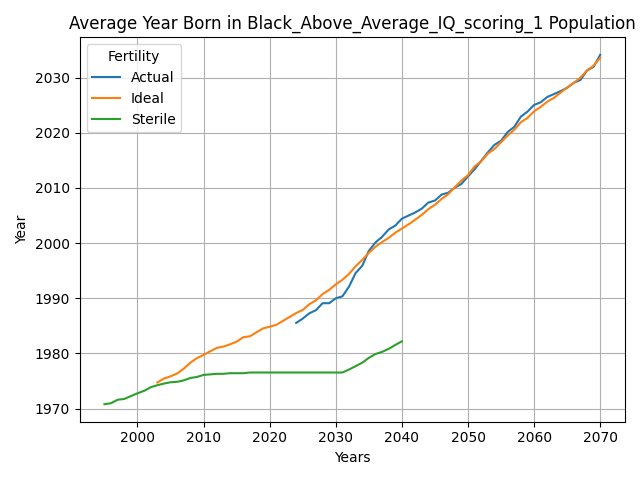 Average Year Born in Black_Above_Average_IQ_scoring_1 Population
Fertility
Actual
Ideal
Sterile
Year
2030
2020
2010
2000
1990
1980
1970
2000 2010 2020 2030 2040 2050 2060 2070
Years